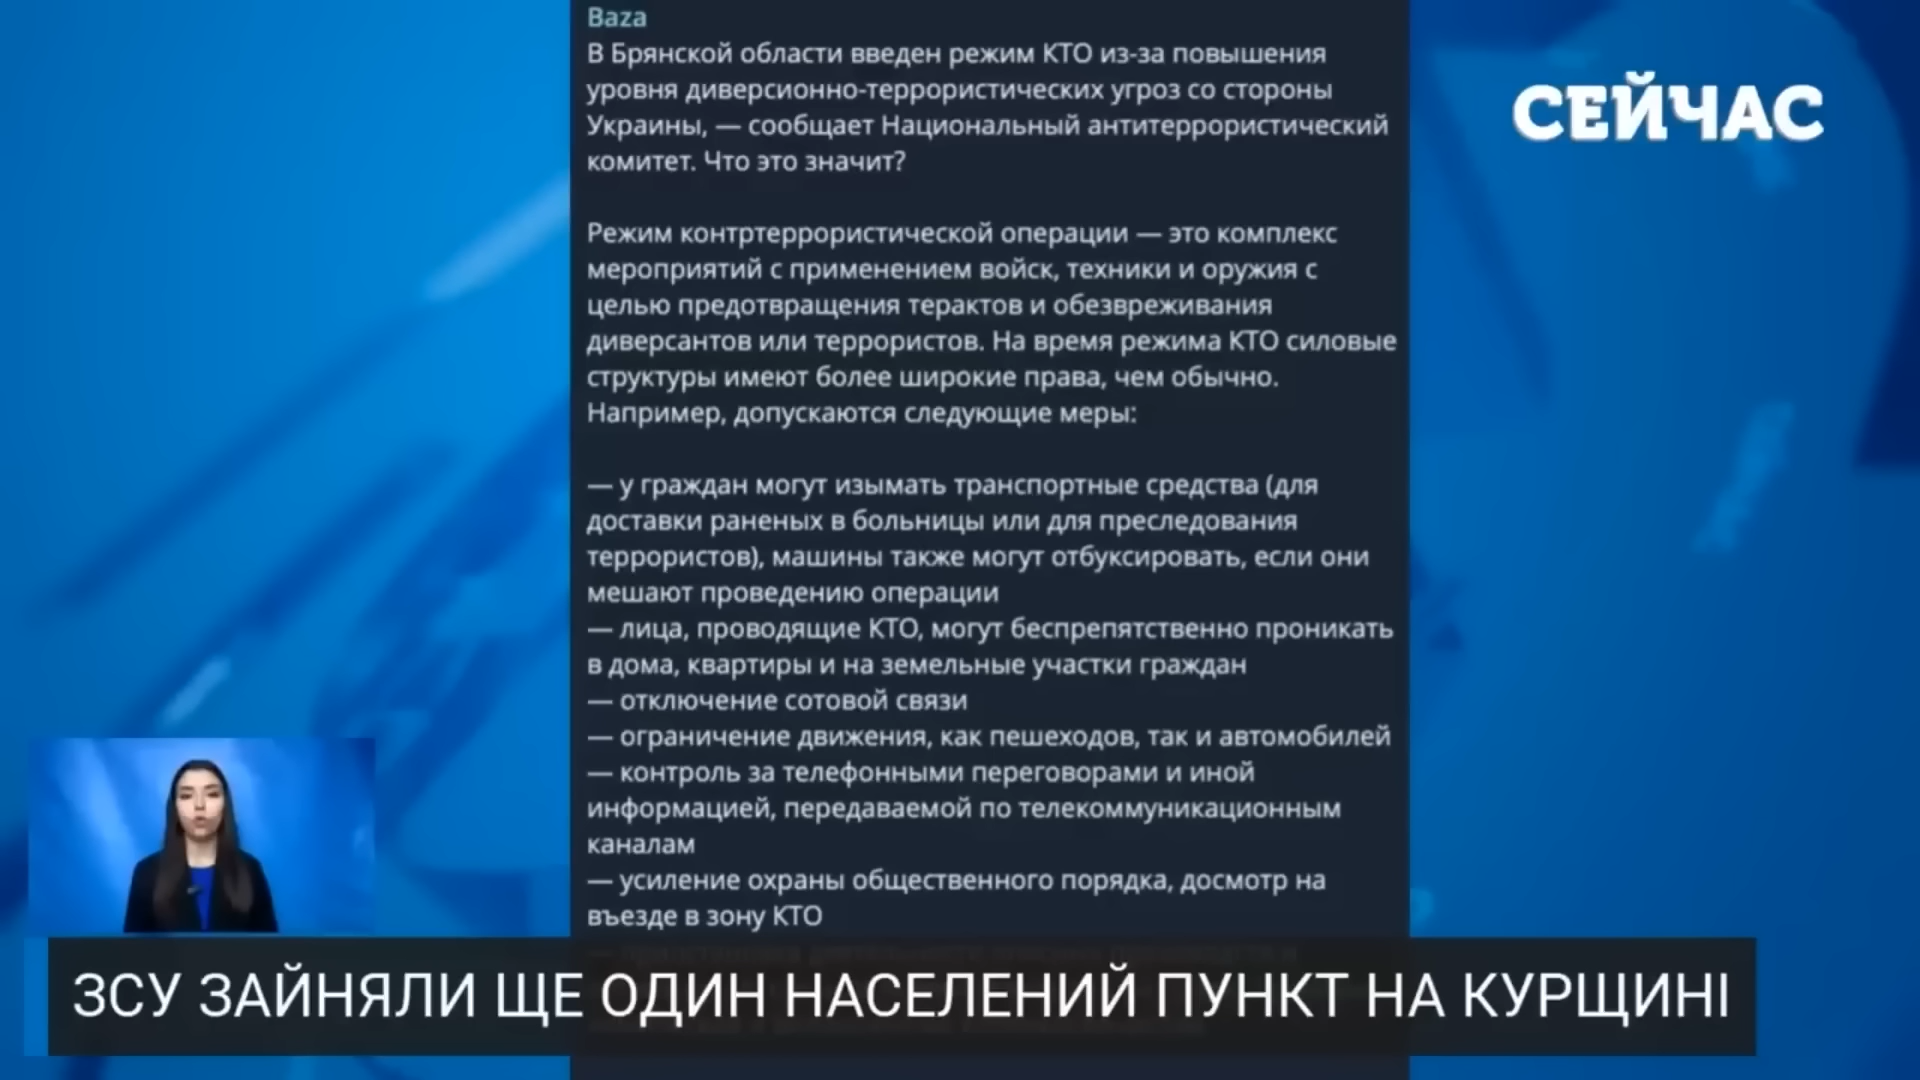 Baza
В Брянской области введен режим КТО из-за повышения
уровня диверсионно-террористических угроз со стороны
Украины, — сообщает Национальный антитеррористический
комитет. Что это значит?
Режим контртеррористической операции — это комплекс
мероприятий с применением войск, техники и оружия с
целью предотвращения терактов и обезвреживания
диверсантов или террористов. На время режима КТО силовые
структуры имеют более широкие права, чем обычно.
Например, допускаются следующие меры:
— у граждан могут изымать транспортные средства (для
доставки раненых в больницы или для преследования
террористов), машины также могут отбуксировать, если они
мешают проведению операции
— лица, проводящие КТО, могут беспрепятственно проникать
в дома, квартиры и на земельные участки граждан
— отключение сотовой связи
— ограничение движения, как пешеходов, так и автомобилей
— контроль за телефонными переговорами и иной
информацией, передаваемой по телекоммуникационным
каналам
— усиление охраны общественного порядка, досмотр на
въезде в зону КТО
СЕЙЧАС
ЗСУ ЗАЙНЯЛИ ЩЕ ОДИН НАСЕЛЕНИЙ ПУНКТ НА КУРЩИНІ